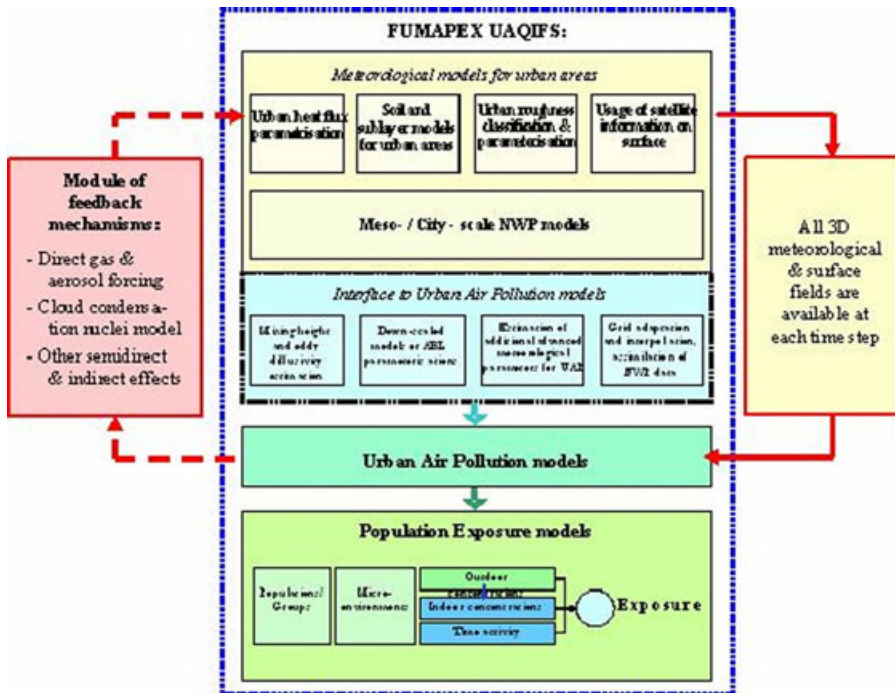 FUMAPEX UAQIFS:
Meteorological models for urban areas
Urban heat flux
parametrisation
Soil and
sublayer models
for urban areas
Urban roughness
classification &
parameterisation
Usage of satellite
information on
surface
Meso- / City - scale NWP models
Interface to Urban Air Pollution models
Mixing height
and eddy
diffusivity
estimation
Down-scaled
models or ABL
parameterisations
Estimation of
additional advanced
meteorological
parameters for UAP
Grid adaptation
and interpolation,
assimilation of
NWP data
Urban Air Pollution models
Population Exposure models
Populations/
Groups
Micro-
environments
Outdoor
concentrations
Indoor concentrations
Time activity
Exposure
Module of
feedback
mechanisms:
- Direct gas &
aerosol forcing
- Cloud condensa-
tion nuclei model
- Other semidirect
& indirect effects
All 3D
meteorological
& surface
fields are
available at
each time step